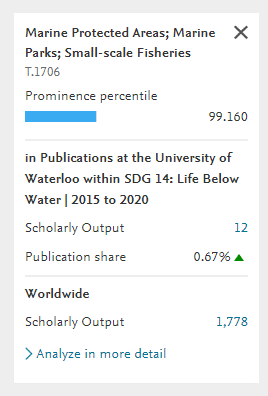 Marine Protected Areas; Marine
Parks; Small-scale Fisheries
T.1706
Prominence percentile
99.160
in Publications at the University of
Waterloo within SDG 14: Life Below
Water | 2015 to 2020
Scholarly Output 12
Publication share 0.67%
Worldwide
Scholarly Output 1,778
Analyze in more detail